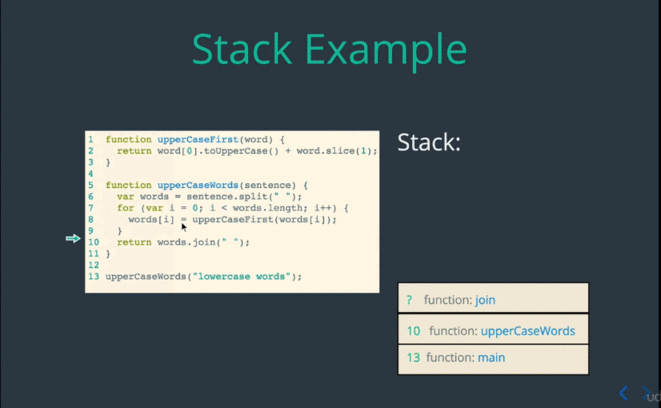 Stack Example
1 function upperCaseFirst(word) {
2 return word[0].toUpperCase() + word.slice(1);
3 }
4
5 function upperCaseWords(sentence) {
6 var words = sentence.split(" ");
7 for (var i = 0; i < words.length; i++) {
8 words[i] = upperCaseFirst(words[i]);
9 }
10 return words.join(" ");
11 }
12
13 upperCaseWords("lowercase words");
Stack:
? function: join
10 function: upperCaseWords
13 function: main